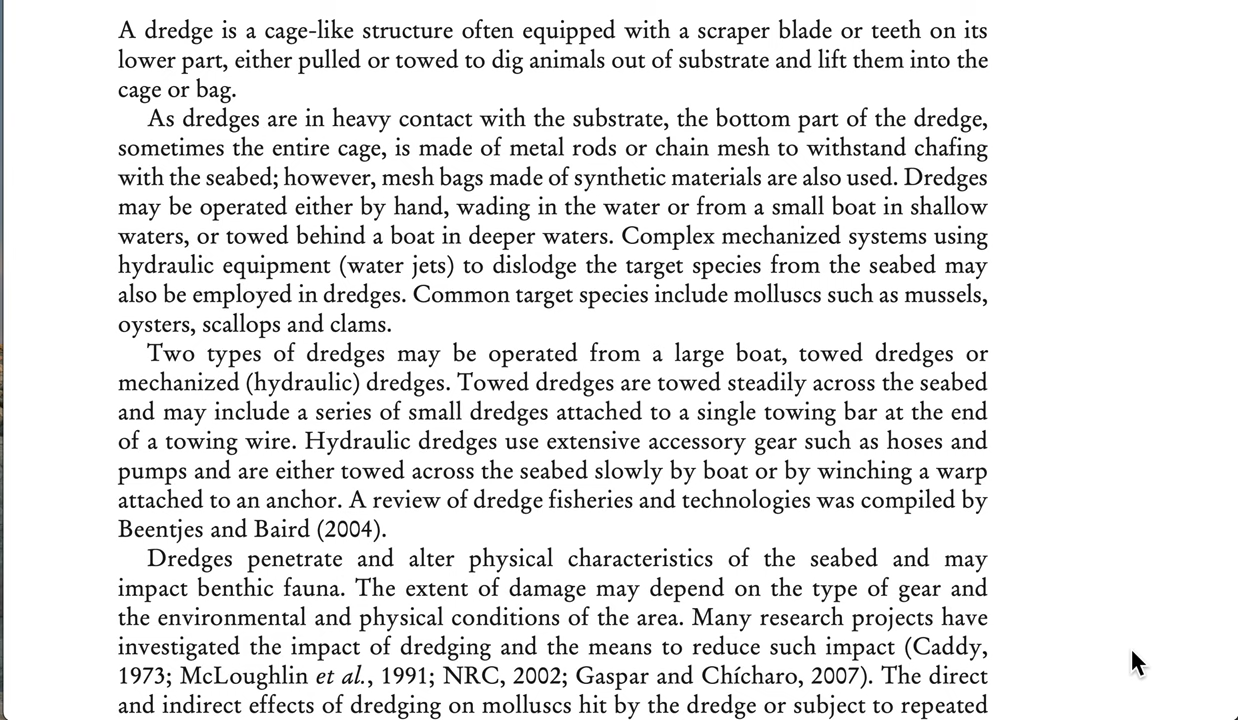 A dredge is a cage-like structure often equipped with a scraper blade or teeth on its
lower part, either pulled or towed to dig animals out of substrate and lift them into the
cage or bag.
As dredges are in heavy contact with the substrate, the bottom part of the dredge,
sometimes the entire cage, is made of metal rods or chain mesh to withstand chafing
with the seabed; however, mesh bags made of synthetic materials are also used. Dredges
may be operated either by hand, wading in the water or from a small boat in shallow
waters, or towed behind a boat in deeper waters. Complex mechanized systems using
hydraulic equipment (water jets) to dislodge the target species from the seabed may
also be employed in dredges. Common target species include molluscs such as mussels,
oysters, scallops and clams.
Two types of dredges may be operated from a large boat, towed dredges or
mechanized (hydraulic) dredges. Towed dredges are towed steadily across the seabed
and may include a series of small dredges attached to a single towing bar at the end
of a towing wire. Hydraulic dredges use extensive accessory gear such as hoses and
pumps and are either towed across the seabed slowly by boat or by winching a warp
attached to an anchor. A review of dredge fisheries and technologies was compiled by
Beentjes and Baird (2004).
Dredges penetrate and alter physical characteristics of the seabed and may
impact benthic fauna. The extent of damage may depend on the type of gear and
the environmental and physical conditions of the area. Many research projects have
investigated the impact of dredging and the means to reduce such impact (Caddy,
1973; McLoughlin et al., 1991; NRC, 2002; Gaspar and Chícharo, 2007). The direct
and indirect effects of dredging on molluscs hit by the dredge or subject to repeated